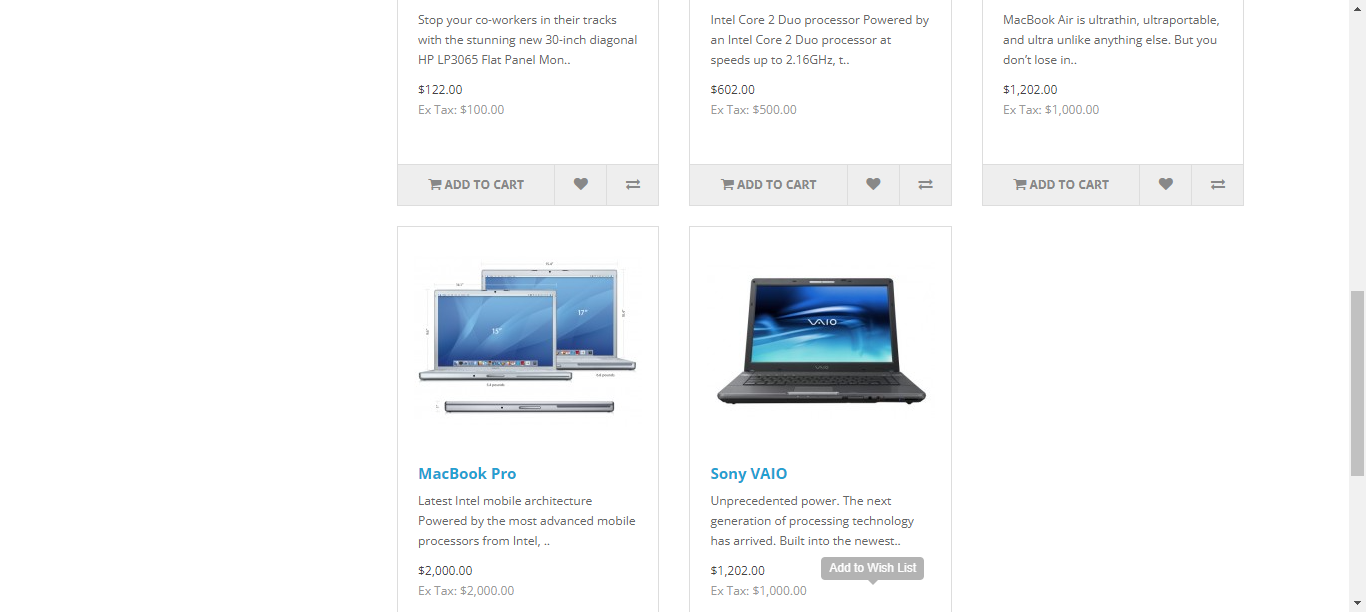 Stop your co-workers in their tracks
with the stunning new 30-inch diagonal
HP LP3065 Flat Panel Mon..
$122.00
Ex Tax: $100.00
ADD TO CART
Intel Core 2 Duo processor Powered by
an Intel Core 2 Duo processor at
speeds up to 2.16GHz, t..
$602.00
Ex Tax: $500.00
ADD TO CART
MacBook Air is ultrathin, ultraportable,
and ultra unlike anything else. But you
don’t lose in..
$1,202.00
Ex Tax: $1,000.00
ADD TO CART
15"
17"
MacBook Pro
Latest Intel mobile architecture
Powered by the most advanced mobile
processors from Intel, ..
$2,000.00
Ex Tax: $2,000.00
VAIO
Sony VAIO
Unprecedented power. The next
generation of processing technology
has arrived. Built into the newest..
$1,202.00
Ex Tax: $1,000.00
Add to Wish List